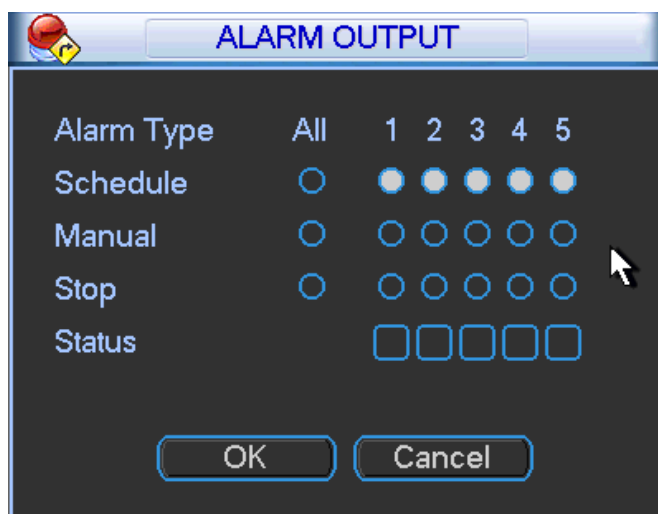 ALARM OUTPUT
Alarm Type All 1 2 3 4 5
Schedule
Manual
Stop
Status
OK Cancel